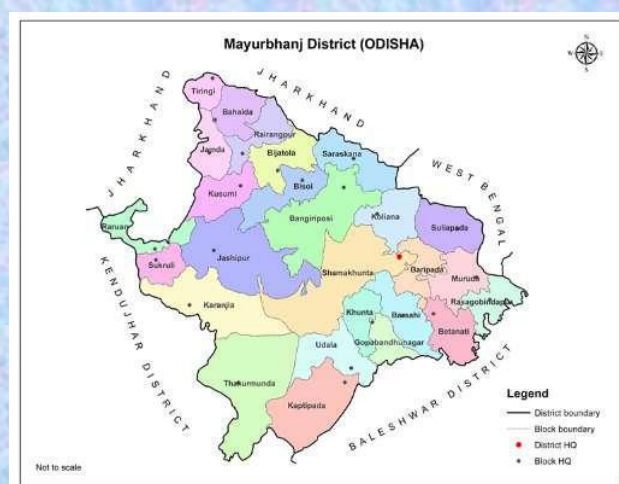 Mayurbhanj District (ODISHA)
N
W
E
S
JHARKHAND
JHARKHAND
WEST BENGAL
KENDUJHAR DISTRICT
BALESHWAR DISTRICT
Tiringi
Bahalda
Rairangpur
Jamda
Bijatola
Saraskana
Kusumi
Bisoi
Bangiriposi
Koliana
Suliapada
Raruan
Sukruli
Jashipur
Shamakhunta
Baripada
Muruda
Rasagobindapur
Karanjia
Khunta
Barsahi
Betanati
Gopabandhunagar
Udala
Thakurmunda
Kaptipada
Legend
District boundary
Block boundary
District HQ
Block HQ
Not to scale